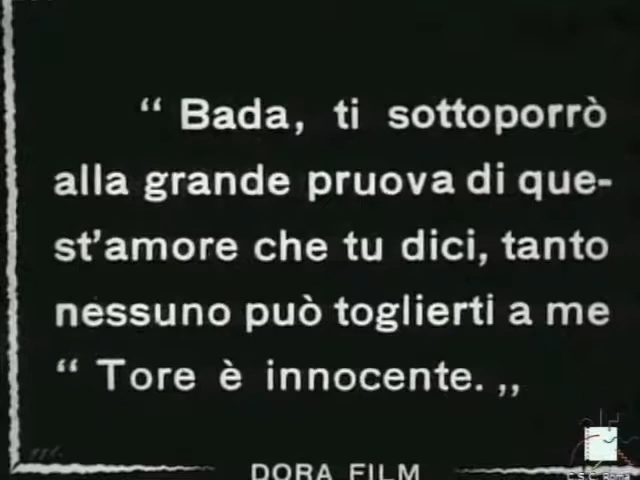 “ Bada, ti sottoporrò
alla grande pruova di que-
st’amore che tu dici, tanto
nessuno può toglierti a me
“ Tore è innocente. „
DORA FILM
C.S.C. Roma